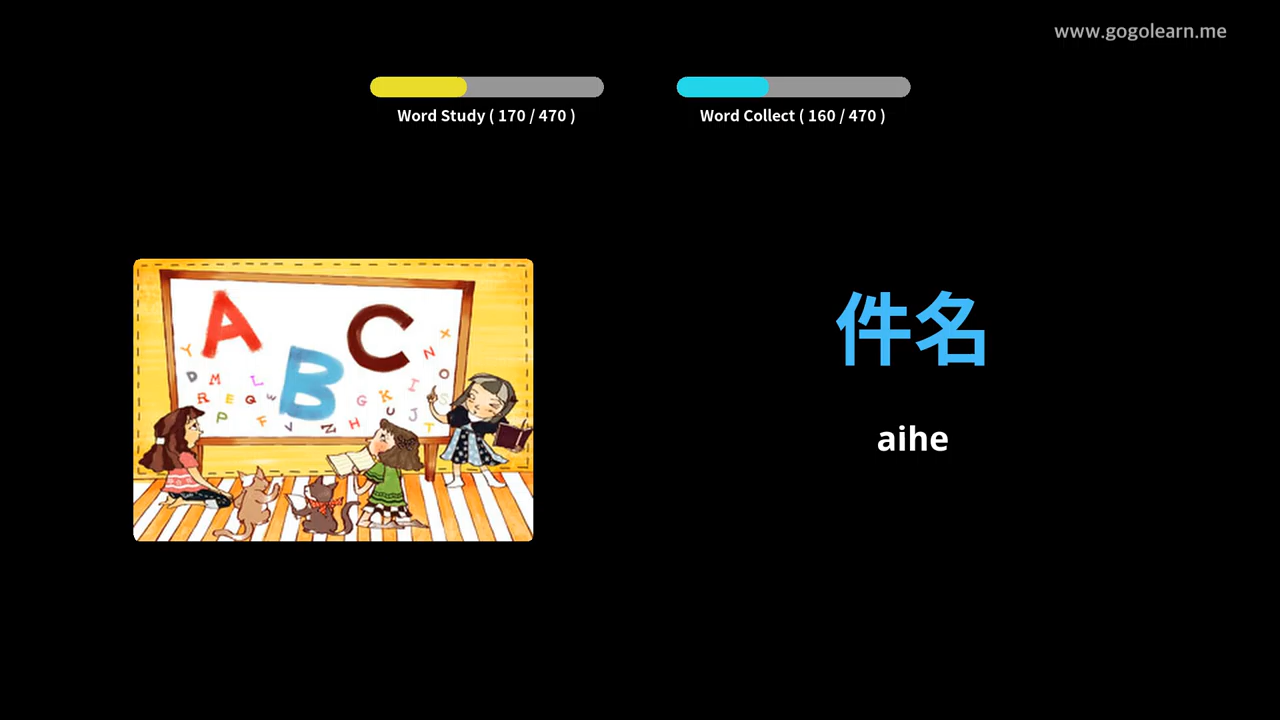 www.gogolearn.me
Word Study ( 170 / 470 )
Word Collect ( 160 / 470 )
A
B
C
Y
X
N
D
M
L
O
R
E
Q
W
G
K
I
S
P
F
V
Z
H
U
J
T
件名
aihe